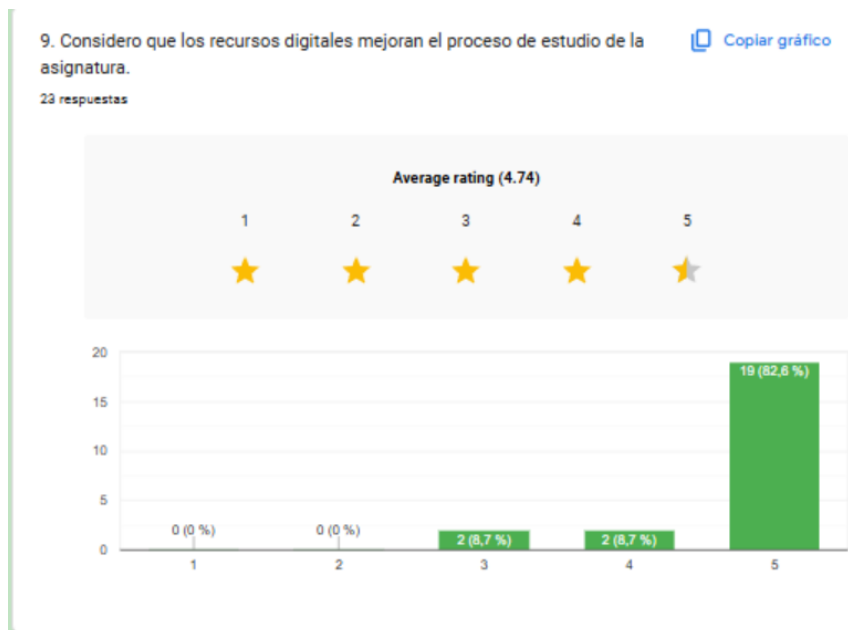 9. Considero que los recursos digitales mejoran el proceso de estudio de la
asignatura.
Copiar gráfico
23 respuestas
Average rating (4.74)
1 2 3 4 5
20
15
10
5
0
0 (0 %) 0 (0 %) 2 (8,7 %) 2 (8,7 %) 19 (82,6 %)
1 2 3 4 5